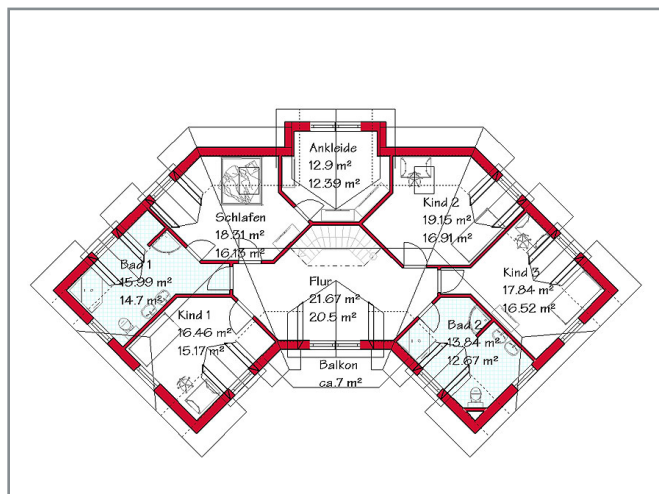 Ankleide
12.9 m²
12.39 m²
Schlafen
18.31 m²
16.13 m²
Kind 2
19.15 m²
16.91 m²
Bad 1
15.99 m²
14.7 m²
Flur
21.67 m²
20.5 m²
Kind 3
17.84 m²
16.52 m²
Kind 1
16.46 m²
15.17 m²
Bad 2
13.84 m²
12.67 m²
Balkon
ca.7 m²